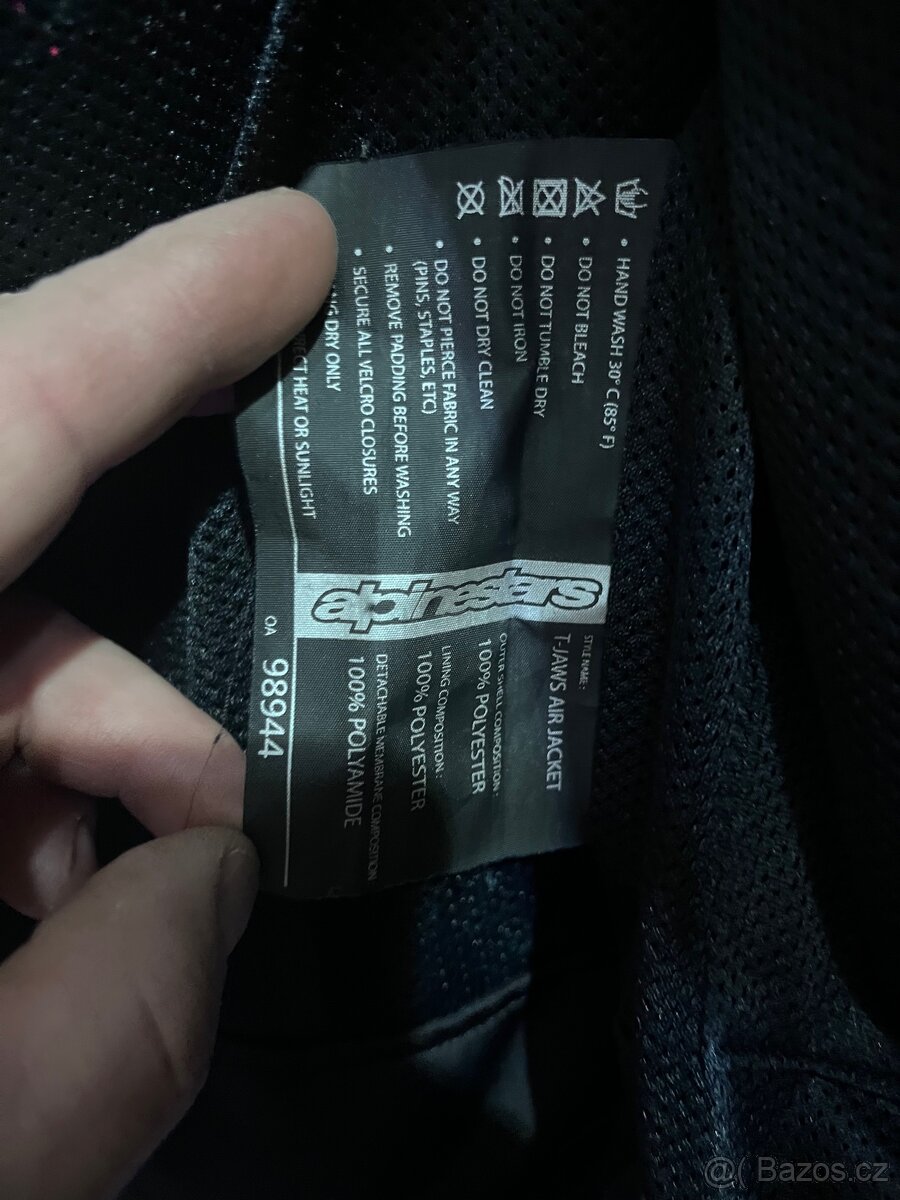 • HAND WASH 30° C (85° F)
• DO NOT BLEACH
• DO NOT TUMBLE DRY
• DO NOT IRON
• DO NOT DRY CLEAN
• DO NOT PIERCE FABRIC IN ANY WAY
(PINS, STAPLES, ETC)
• REMOVE PADDING BEFORE WASHING
• SECURE ALL VELCRO CLOSURES
DRY ONLY
HEAT OR SUNLIGHT
alpinestars
STYLE NAME:
T-JAWS AIR JACKET
OUTER SHELL COMPOSITION:
100% POLYESTER
LINING COMPOSITION:
100% POLYESTER
DETACHABLE MEMBRANE COMPOSITION
100% POLYAMIDE
OA 98944
@( Bazos.cz